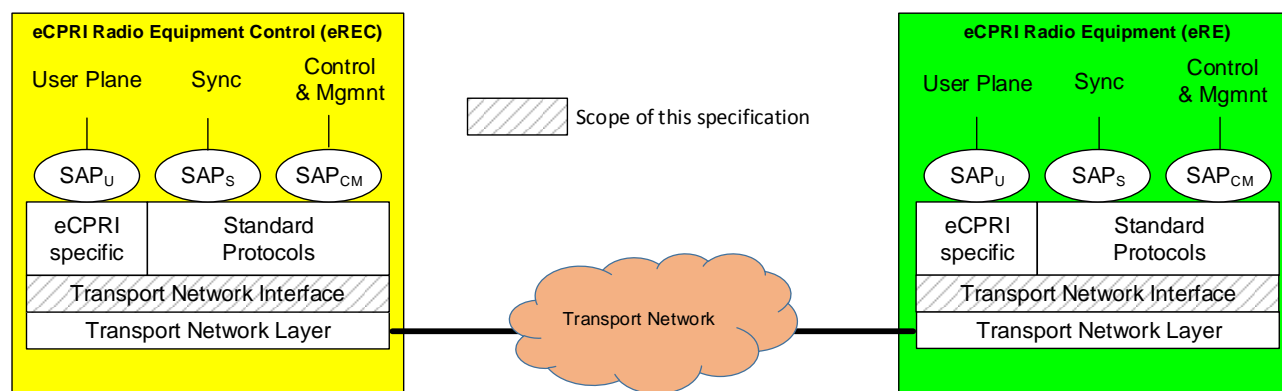 eCPRI Radio Equipment Control (eREC)
User Plane
Sync
Control
& Mgmnt
SAPU
SAPS
SAPCM
eCPRI
specific
Standard
Protocols
Transport Network Interface
Transport Network Layer
Scope of this specification
Transport Network
eCPRI Radio Equipment (eRE)
User Plane
Sync
Control
& Mgmnt
SAPU
SAPS
SAPCM
eCPRI
specific
Standard
Protocols
Transport Network Interface
Transport Network Layer